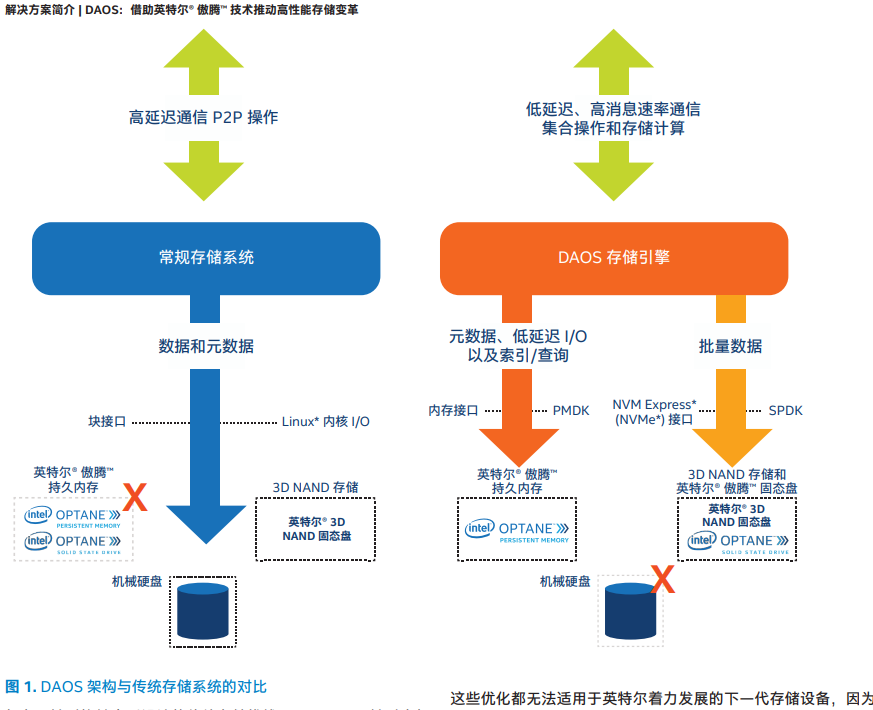 解决方案简介 | DAOS：借助英特尔® 傲腾™ 技术推动高性能存储变革
高延迟通信 P2P 操作
常规存储系统
数据和元数据
块接口
Linux* 内核 I/O
英特尔® 傲腾™
持久内存
X
intel OPTANE
PERSISTENT MEMORY
intel OPTANE
SOLID STATE DRIVE
3D NAND 存储
英特尔® 3D
NAND 固态盘
机械硬盘
低延迟、高消息速率通信
集合操作和存储计算
DAOS 存储引擎
元数据、低延迟 I/O
以及索引/查询
批量数据
内存接口
PMDK
NVM Express*
(NVMe*) 接口
SPDK
英特尔® 傲腾™
持久内存
intel OPTANE
PERSISTENT MEMORY
3D NAND 存储和
英特尔® 傲腾™ 固态盘
英特尔® 3D
NAND 固态盘
intel OPTANE
SOLID STATE DRIVE
机械硬盘
X
图 1. DAOS 架构与传统存储系统的对比
这些优化都无法适用于英特尔着力发展的下一代存储设备，因为